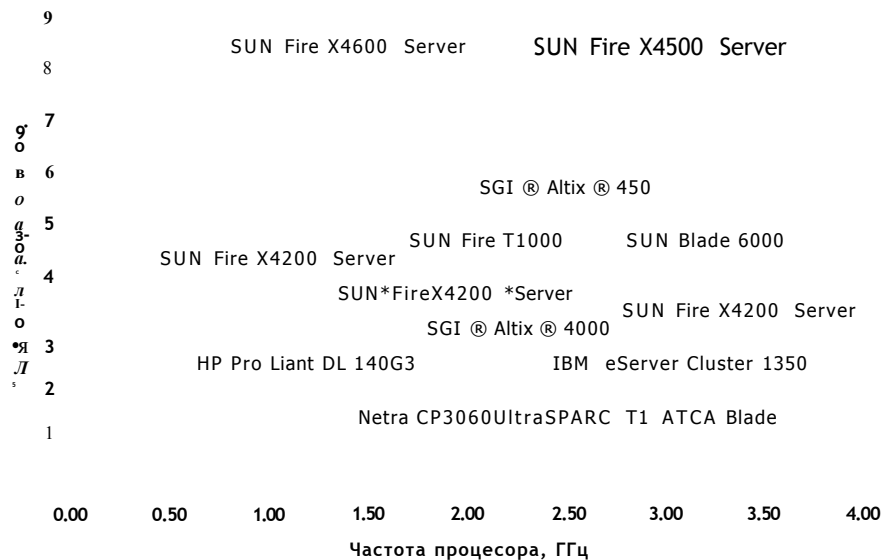 9
SUN Fire X4600 Server SUN Fire X4500 Server
8
7
6
SGI ® Altix ® 450
5
SUN Fire T1000 SUN Blade 6000
SUN Fire X4200 Server
4
SUN*FireX4200 *Server
SUN Fire X4200 Server
SGI ® Altix ® 4000
3
HP Pro Liant DL 140G3 IBM eServer Cluster 1350
2
Netra CP3060UltraSPARC T1 ATCA Blade
1
0.00 0.50 1.00 1.50 2.00 2.50 3.00 3.50 4.00
Частота процесора, ГГц